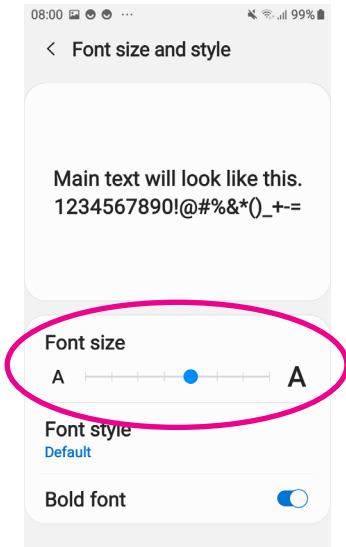 08:00 ··· 99%
Font size and style
Main text will look like this.
1234567890!@#%&*()_+-=
Font size
A A
Font style
Default
Bold font